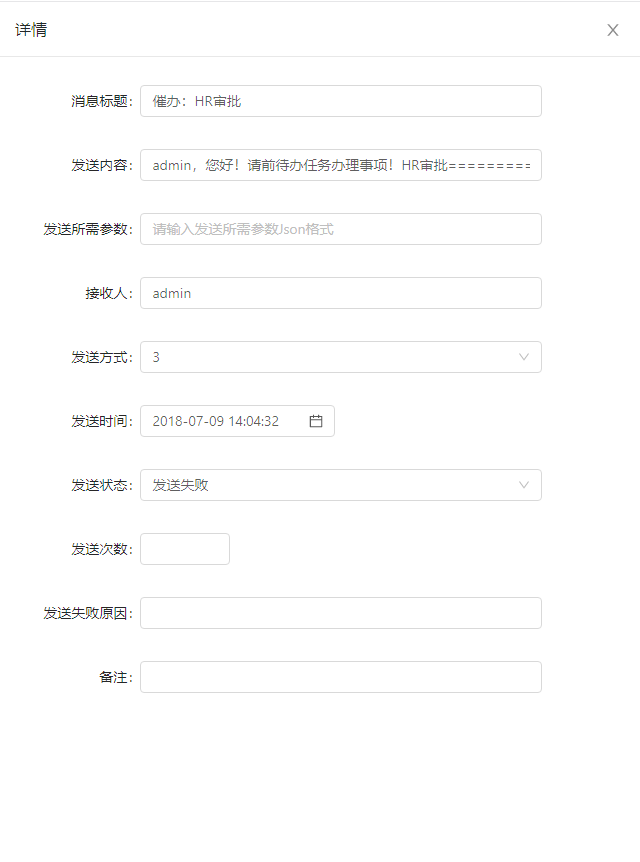 详情
消息标题： 催办：HR审批
发送内容： admin，您好！请前待办任务办理事项！HR审批=========
发送所需参数： 请输入发送所需参数Json格式
接收人： admin
发送方式： 3
发送时间： 2018-07-09 14:04:32
发送状态： 发送失败
发送次数：
发送失败原因：
备注：